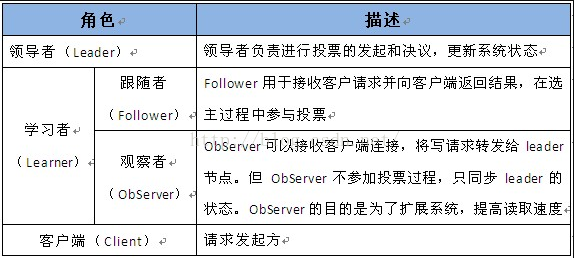 角色 描述
领导者（Leader） 领导者负责进行投票的发起和决议，更新系统状态
学习者
（Learner）
跟随者
（Follower）
Follower 用于接收客户请求并向客户端返回结果，在选
主过程中参与投票
观察者
（ObServer）
ObServer 可以接收客户端连接，将写请求转发给 leader
节点。但 ObServer 不参加投票过程，只同步 leader 的
状态。ObServer 的目的是为了扩展系统，提高读取速度
客户端（Client） 请求发起方